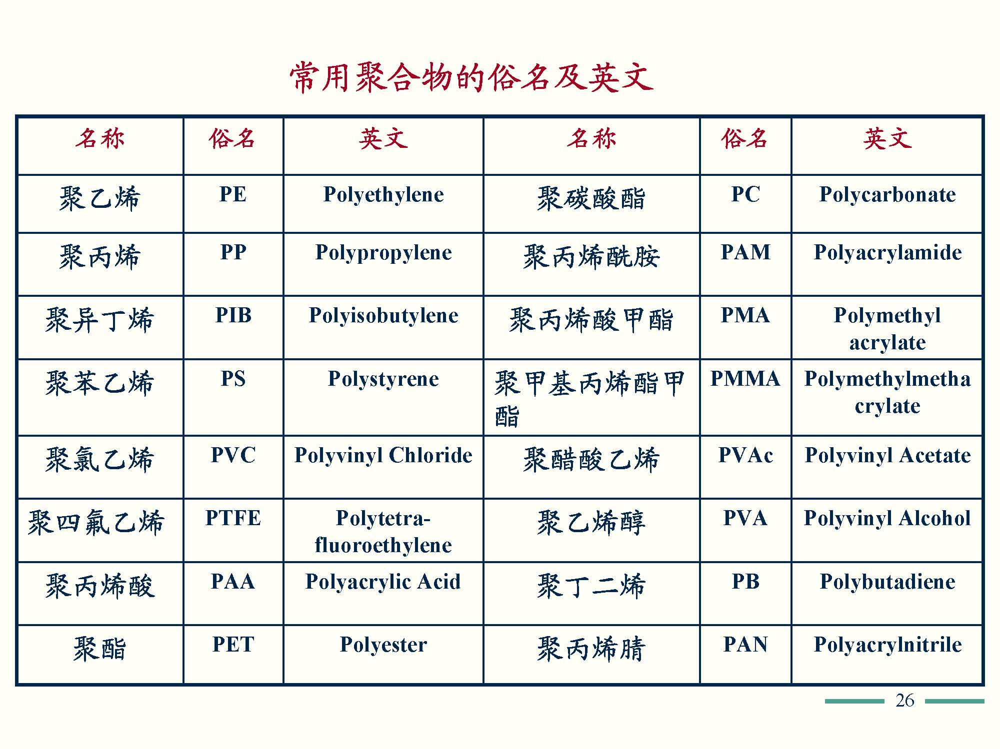 常用聚合物的俗名及英文
名称 俗名 英文 名称 俗名 英文
聚乙烯 PE Polyethylene 聚碳酸酯 PC Polycarbonate
聚丙烯 PP Polypropylene 聚丙烯酰胺 PAM Polyacrylamide
聚异丁烯 PIB Polyisobutylene 聚丙烯酸甲酯 PMA Polymethyl
acrylate
聚苯乙烯 PS Polystyrene 聚甲基丙烯酯甲 PMMA Polymethylmetha
酯 crylate
聚氯乙烯 PVC Polyvinyl Chloride 聚醋酸乙烯 PVAc Polyvinyl Acetate
聚四氟乙烯 PTFE Polytetra- 聚乙烯醇 PVA Polyvinyl Alcohol
fluoroethylene
聚丙烯酸 PAA Polyacrylic Acid 聚丁二烯 PB Polybutadiene
聚酯 PET Polyester 聚丙烯腈 PAN Polyacrylnitrile
26